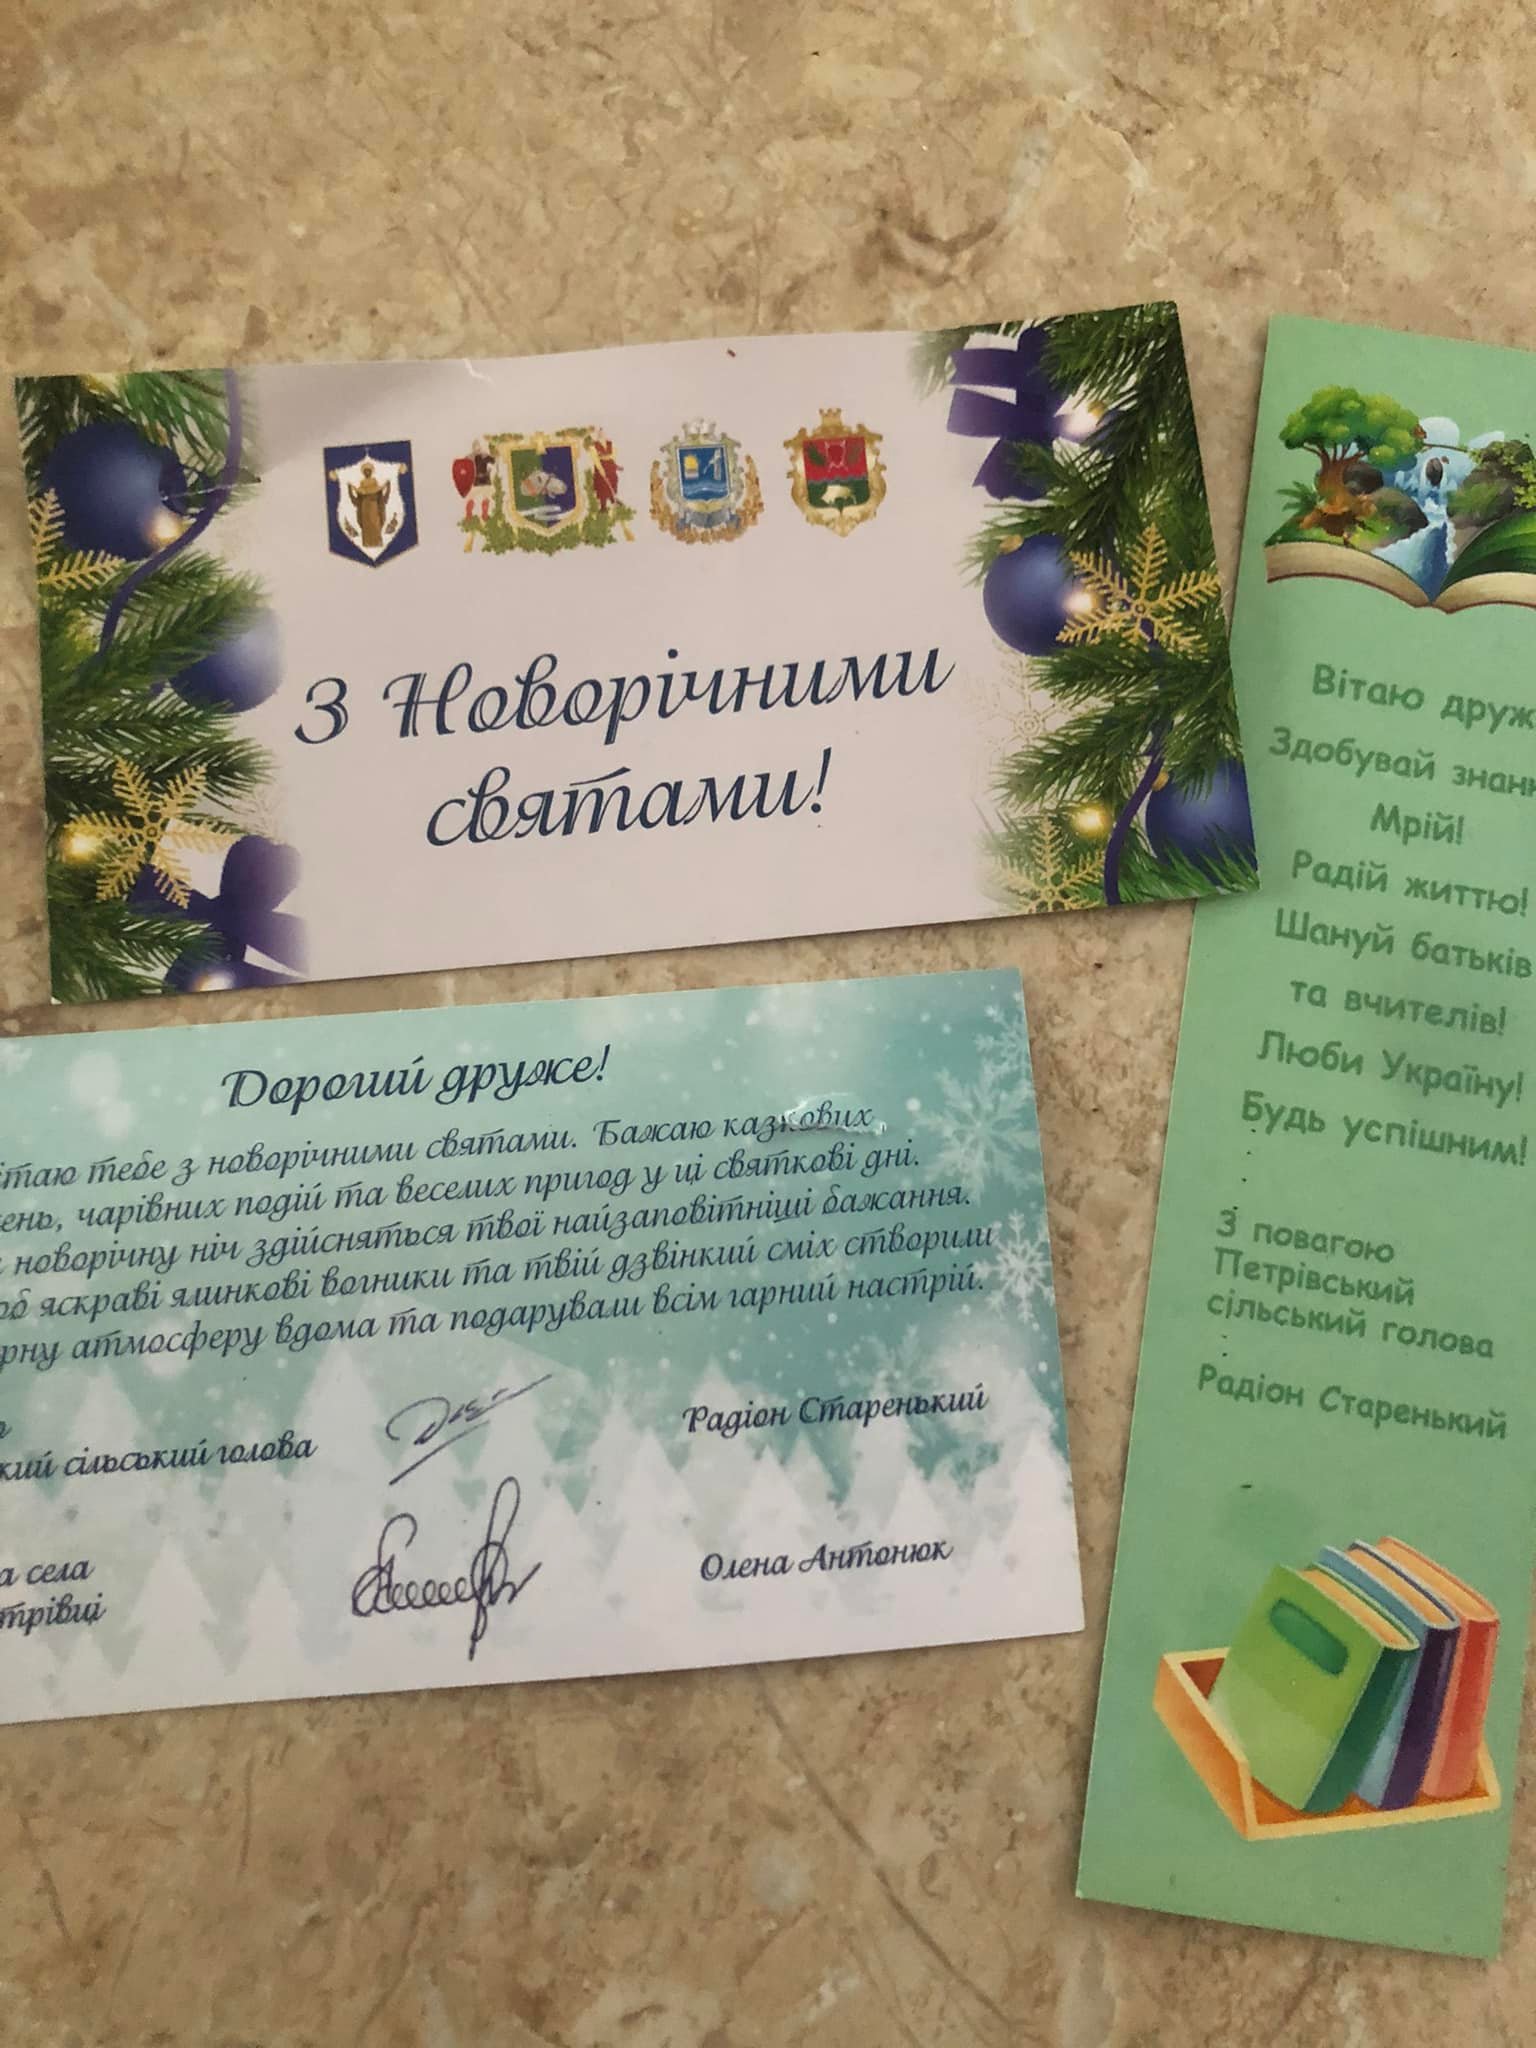 З Новорічними
святами!
Дорогий друже!
таю тебе з новорічними святами. Бажаю казкових
ень, чарівних подій та веселих пригод у ці святкові дні.
новорічну ніч здійсняться твої найзаповітніші бажання.
об яскраві ялинкові вогники та твій дзвінкий сміх створили
рну атмосферу вдома та подарували всім гарний настрій.
кий сільський голова
Радіон Старенький
а села
трівці
Олена Антонюк
Вітаю друж
Здобувай знан
Мрій!
Радій життю!
Шануй батьків
та вчителів!
Люби Україну!
Будь успішним!
З повагою
Петрівський
сільський голова
Радіон Старенький